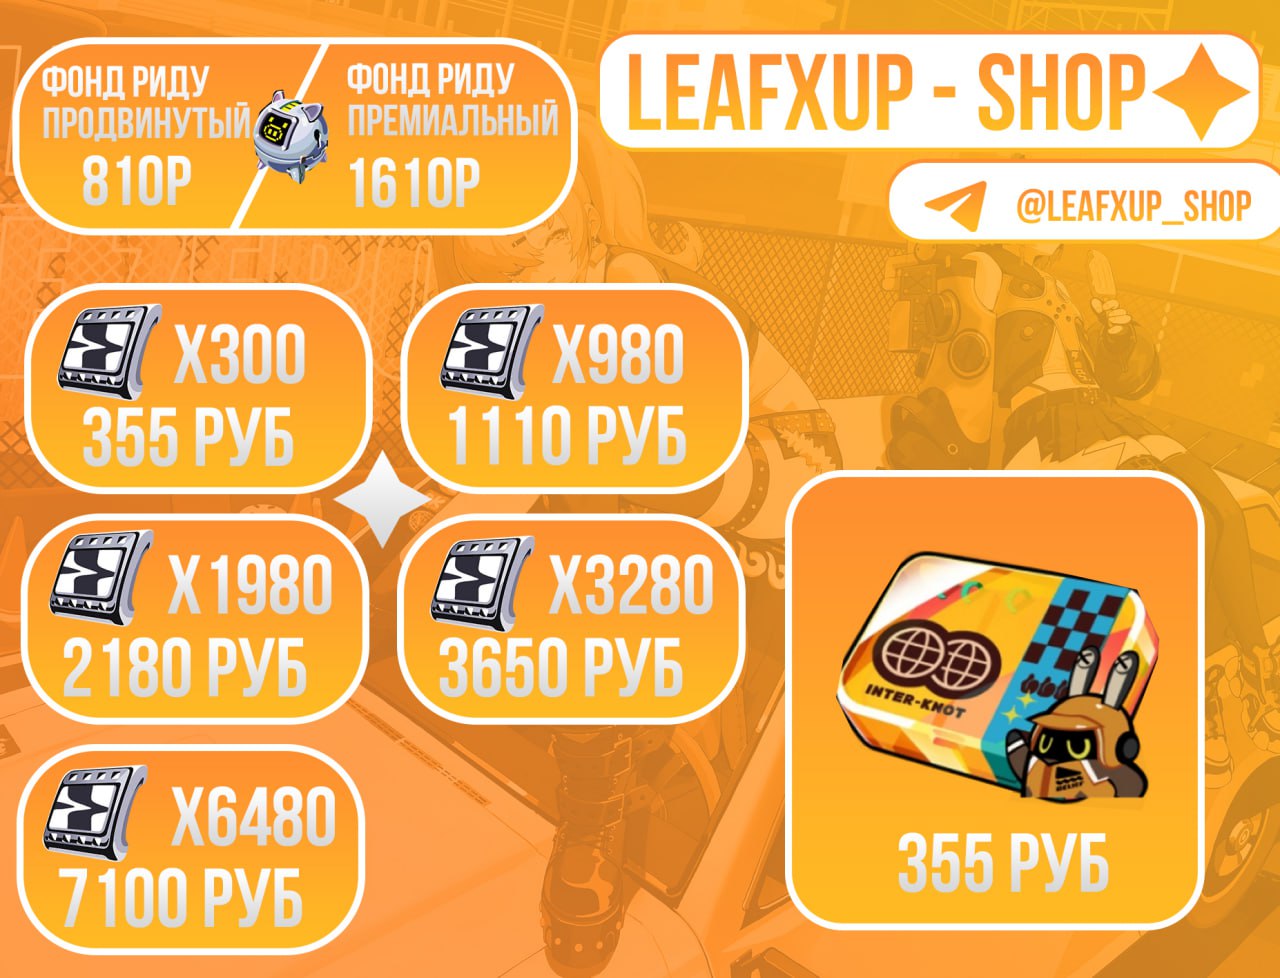 ФОНД РИДУ
ПРОДВИНУТЫЙ
810Р
ФОНД РИДУ
ПРЕМИАЛЬНЫЙ
1610Р
LEAFXUP - SHOP
@LEAFXUP_SHOP
X300
355 РУБ
X980
1110 РУБ
X1980
2180 РУБ
X3280
3650 РУБ
X6480
7100 РУБ
INTER-KNOT
355 РУБ